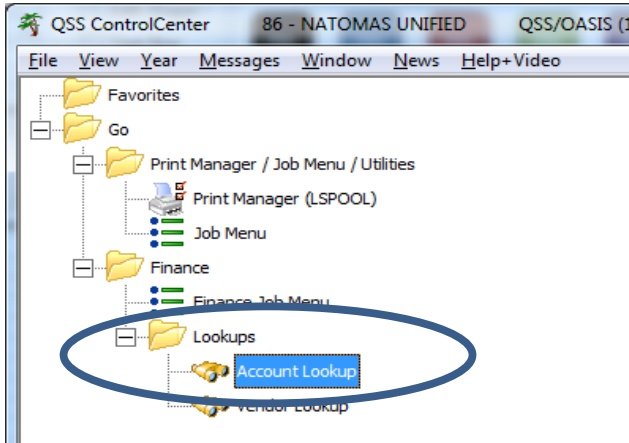 QSS ControlCenter 86 - NATOMAS UNIFIED QSS/OASIS (1
File View Year Messages Window News Help+Video
Favorites
Go
Print Manager / Job Menu / Utilities
Print Manager (LSPOOL)
Job Menu
Finance
Finance Job Menu
Lookups
Account Lookup
Vendor Lookup